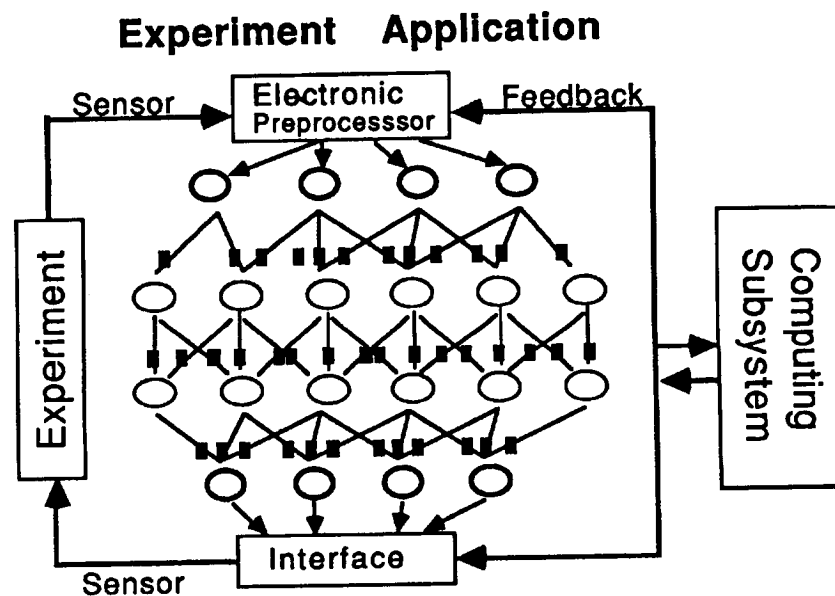 Experiment Application
Sensor
Electronic
Preprocesssor
Feedback
Experiment
Computing
Subsystem
Interface
Sensor